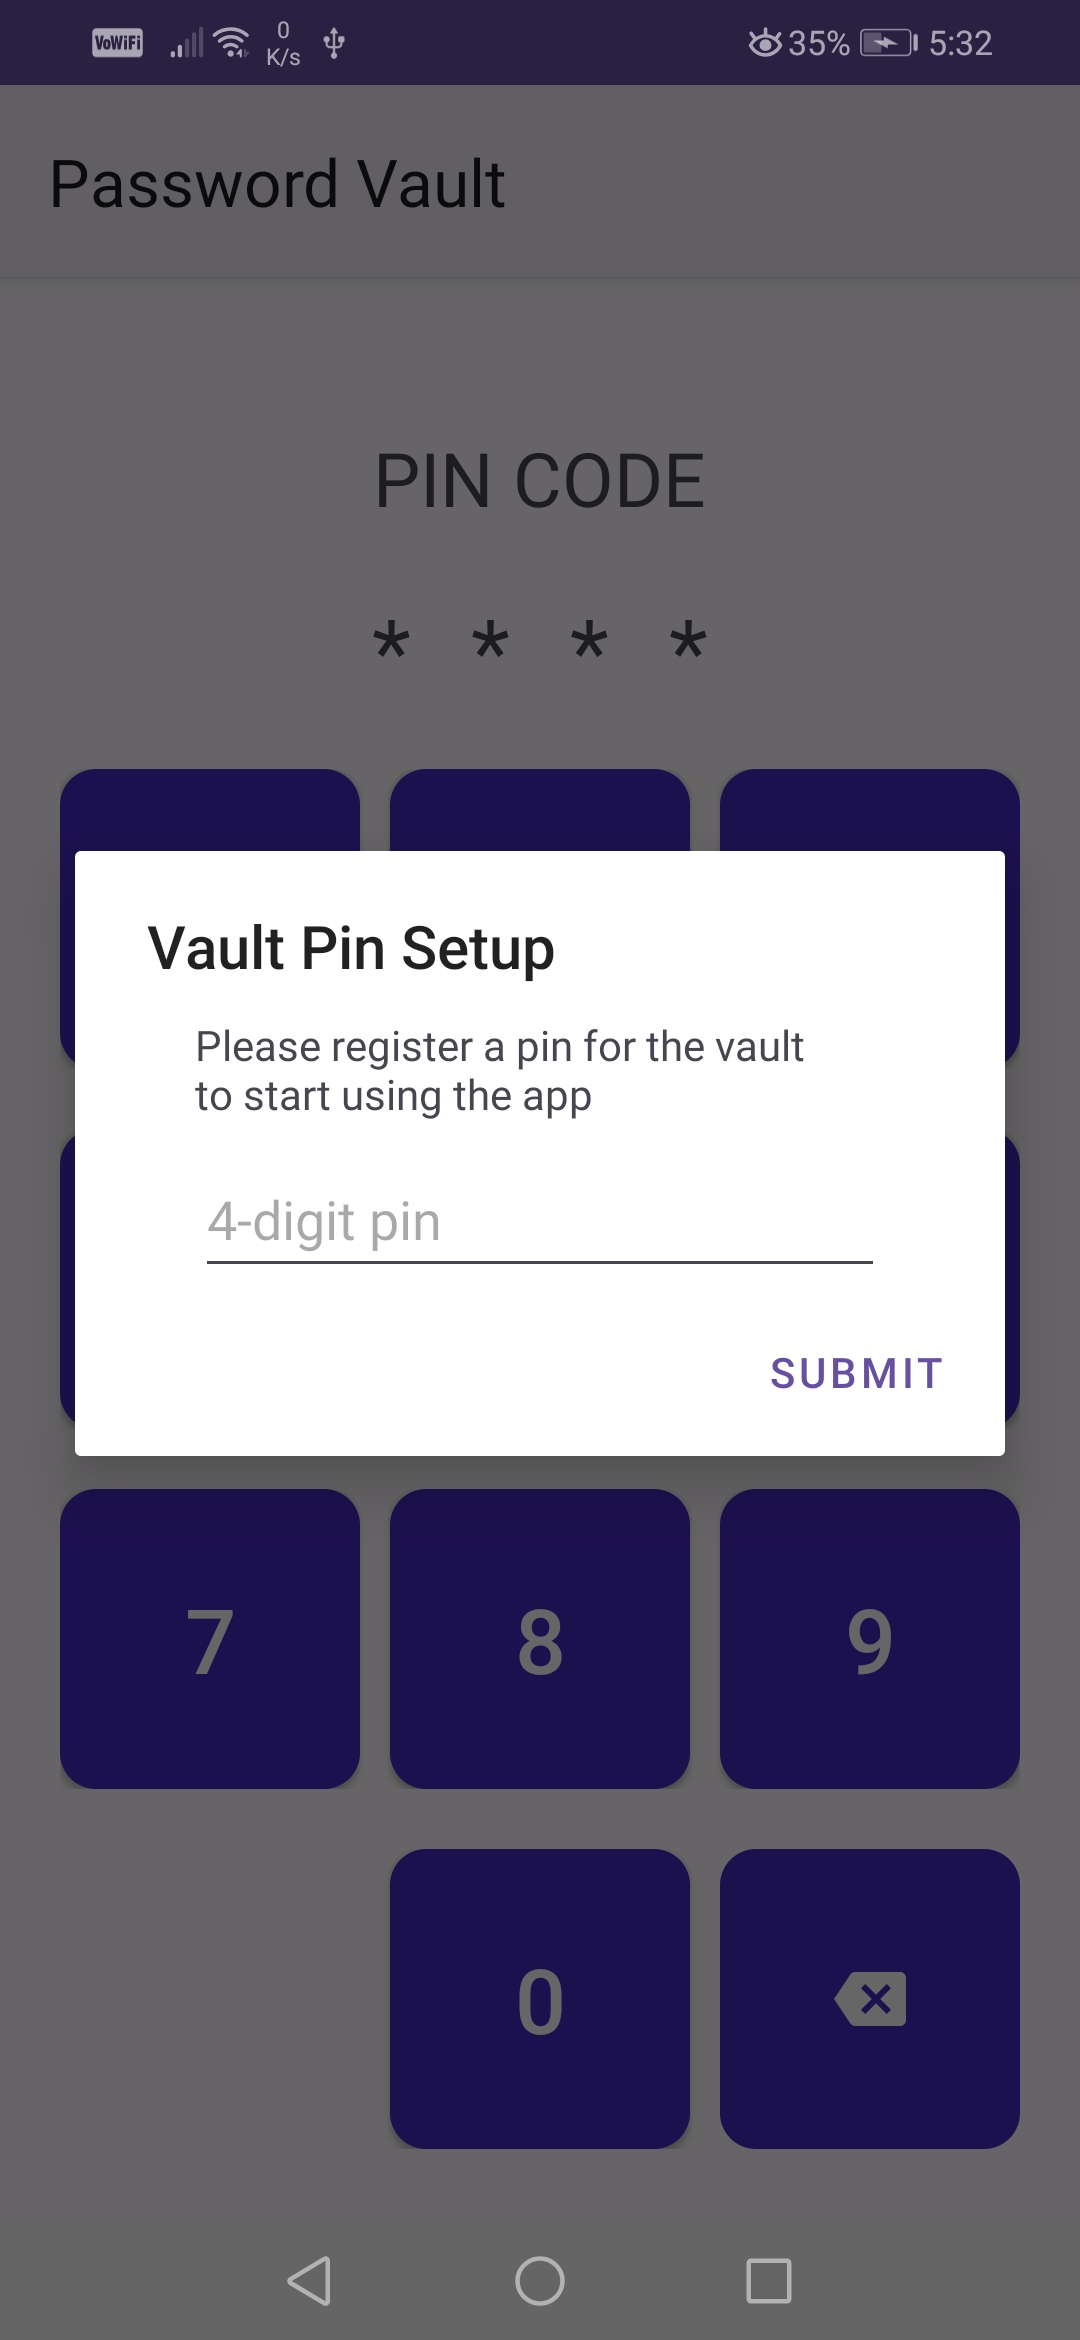 VoWiFi 0 K/s 35% 5:32
Password Vault
PIN CODE
* * * *
Vault Pin Setup
Please register a pin for the vault
to start using the app
4-digit pin
SUBMIT
7 8 9
0